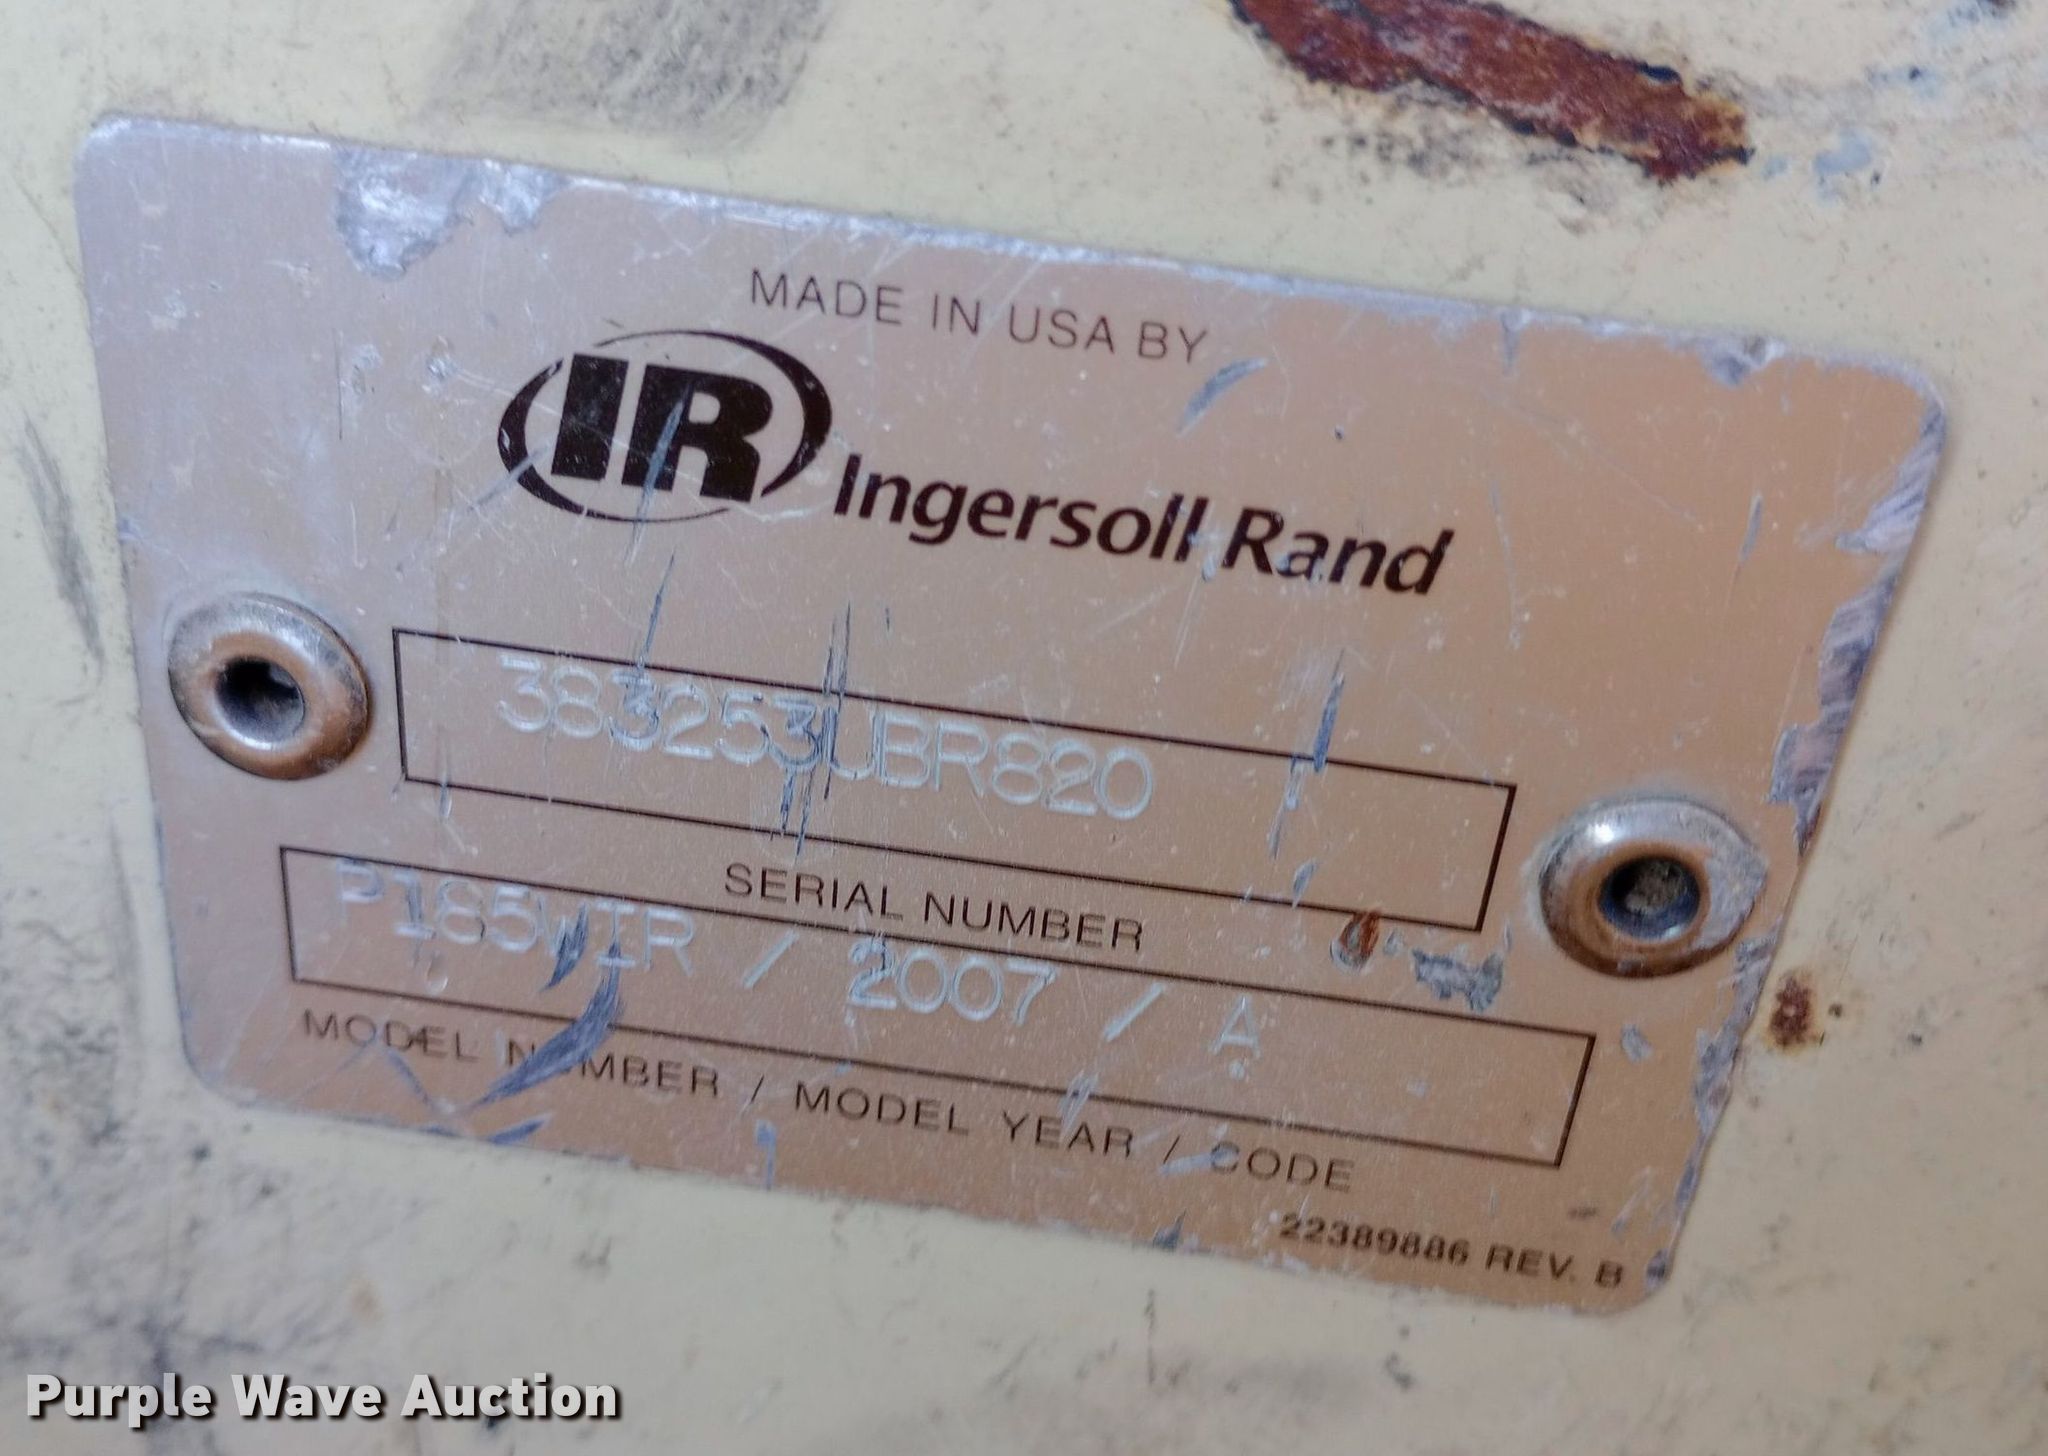 MADE IN USA BY
IR Ingersoll Rand
383253UBR820
SERIAL NUMBER
P185WIR / 2007 / A
MODEL NUMBER / MODEL YEAR / CODE
22389886 REV. B
Purple Wave Auction